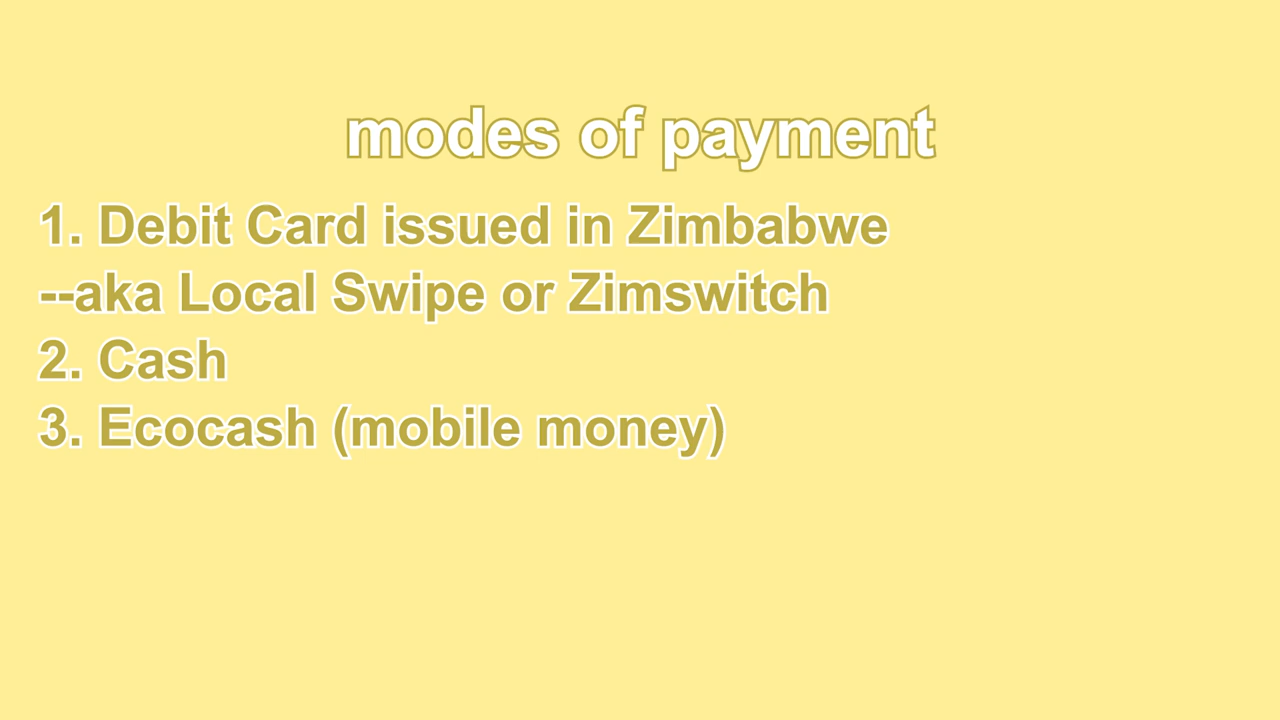 modes of payment
1. Debit Card issued in Zimbabwe
--aka Local Swipe or Zimswitch
2. Cash
3. Ecocash (mobile money)